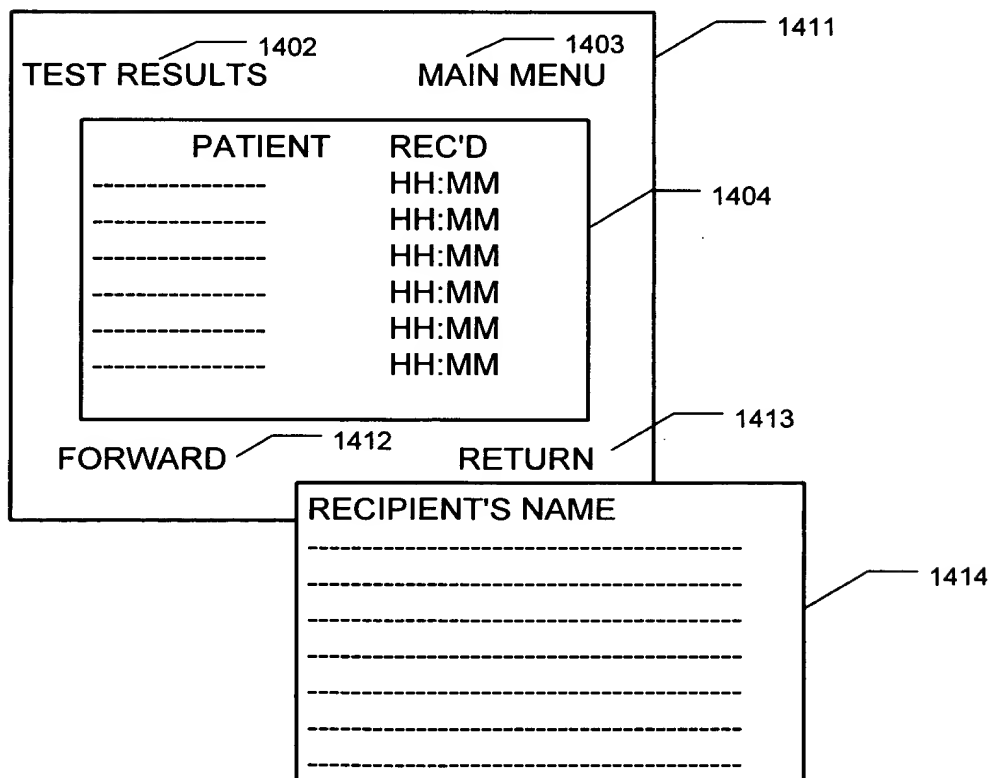 1402 1403 1411
TEST RESULTS MAIN MENU
PATIENT REC'D
------------------ HH:MM
------------------ HH:MM
1404
------------------ HH:MM
------------------ HH:MM
------------------ HH:MM
------------------ HH:MM
1412 1413
FORWARD RETURN
RECIPIENT'S NAME
1414